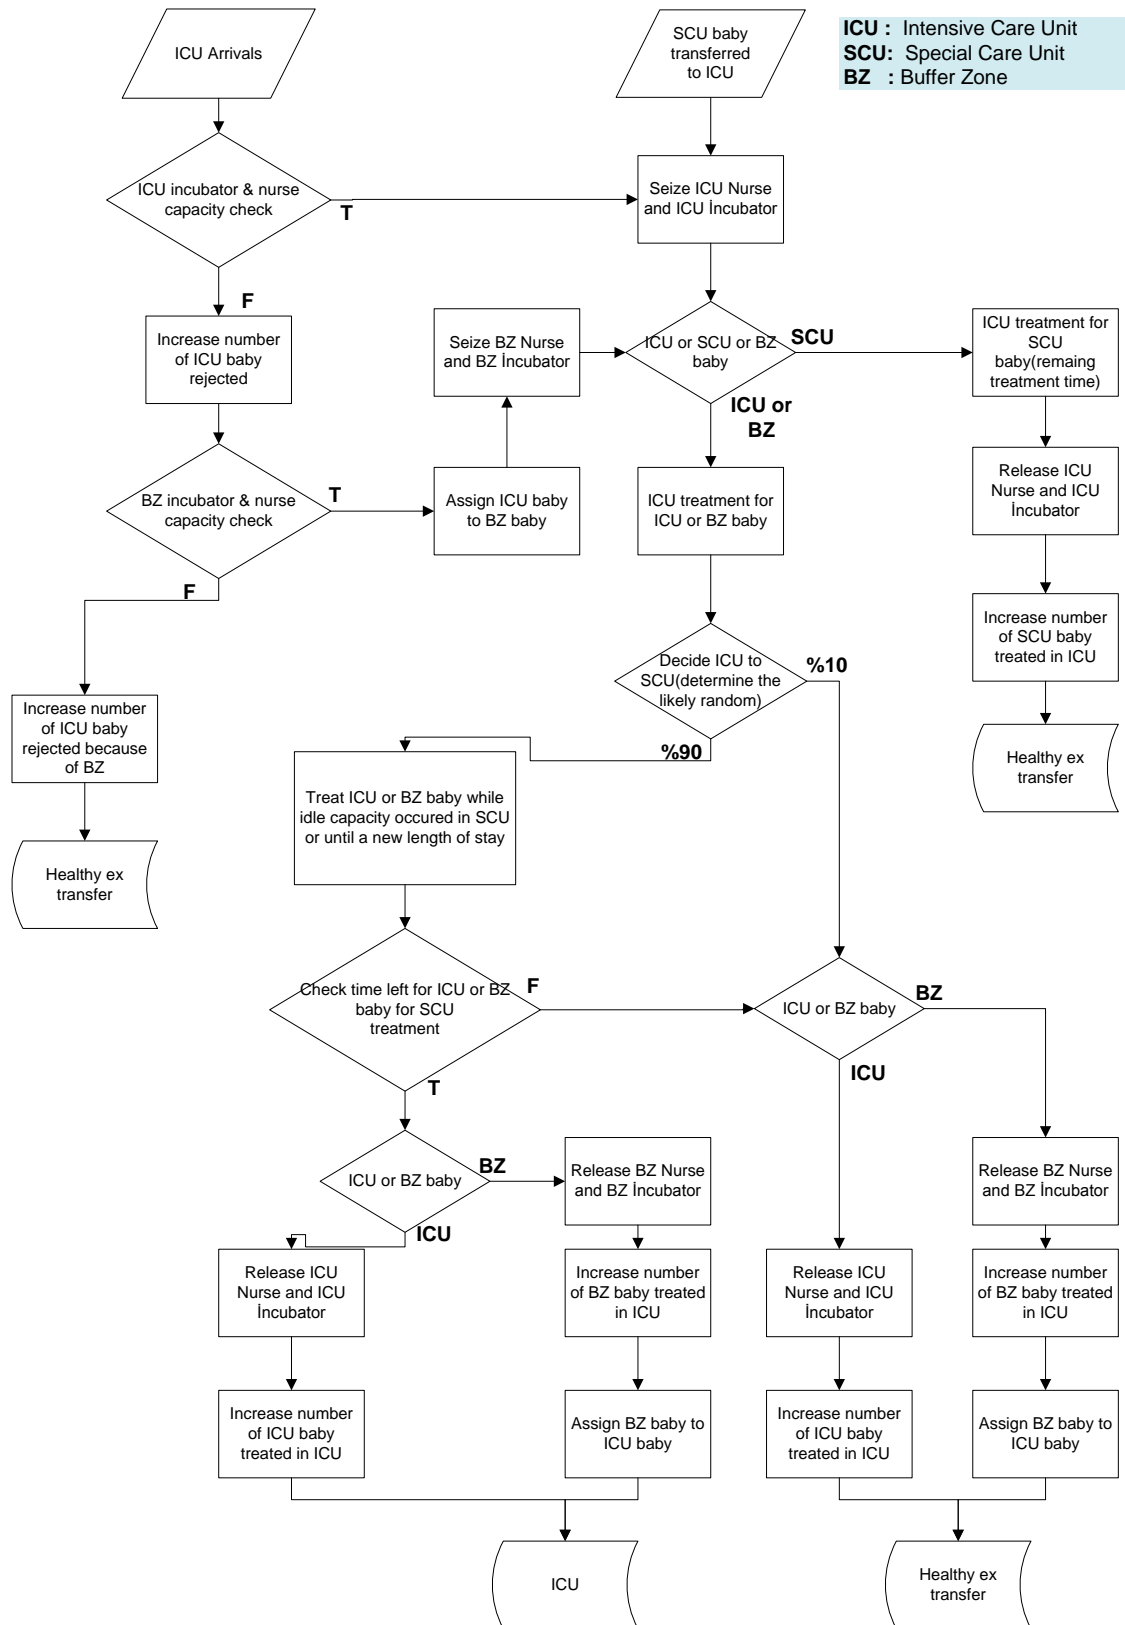 ICU Arrivals
SCU baby
transferred
to ICU
ICU : Intensive Care Unit
SCU: Special Care Unit
BZ : Buffer Zone
ICU incubator & nurse
capacity check
T
Seize ICU Nurse
and ICU İncubator
F
Increase number
of ICU baby
rejected
Seize BZ Nurse
and BZ İncubator
ICU or SCU or BZ
baby
SCU
ICU treatment for
SCU
baby(remaing
treatment time)
ICU or
BZ
BZ incubator & nurse
capacity check
T
Assign ICU baby
to BZ baby
ICU treatment for
ICU or BZ baby
Release ICU
Nurse and ICU
İncubator
F
Increase number
of SCU baby
treated in ICU
Decide ICU to
SCU(determine the
likely random)
%10
%90
Increase number
of ICU baby
rejected because
of BZ
Healthy ex
transfer
Treat ICU or BZ baby while
idle capacity occured in SCU
or until a new length of stay
Healthy ex
transfer
Check time left for ICU or BZ
baby for SCU
treatment
F
ICU or BZ baby
BZ
ICU
T
ICU or BZ baby
BZ
ICU
Release BZ Nurse
and BZ İncubator
Release BZ Nurse
and BZ İncubator
Release ICU
Nurse and ICU
İncubator
Increase number
of BZ baby treated
in ICU
Release ICU
Nurse and ICU
İncubator
Increase number
of BZ baby treated
in ICU
Increase number
of ICU baby
treated in ICU
Assign BZ baby to
ICU baby
Increase number
of ICU baby
treated in ICU
Assign BZ baby to
ICU baby
ICU
Healthy ex
transfer